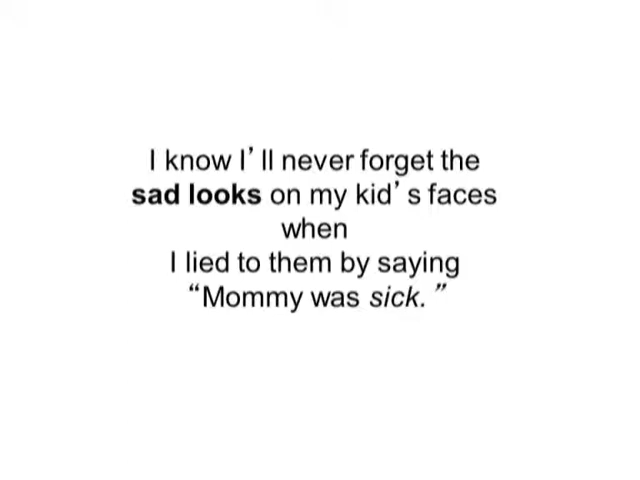 I know I’ll never forget the
sad looks on my kid’s faces
when
I lied to them by saying
“Mommy was sick.”